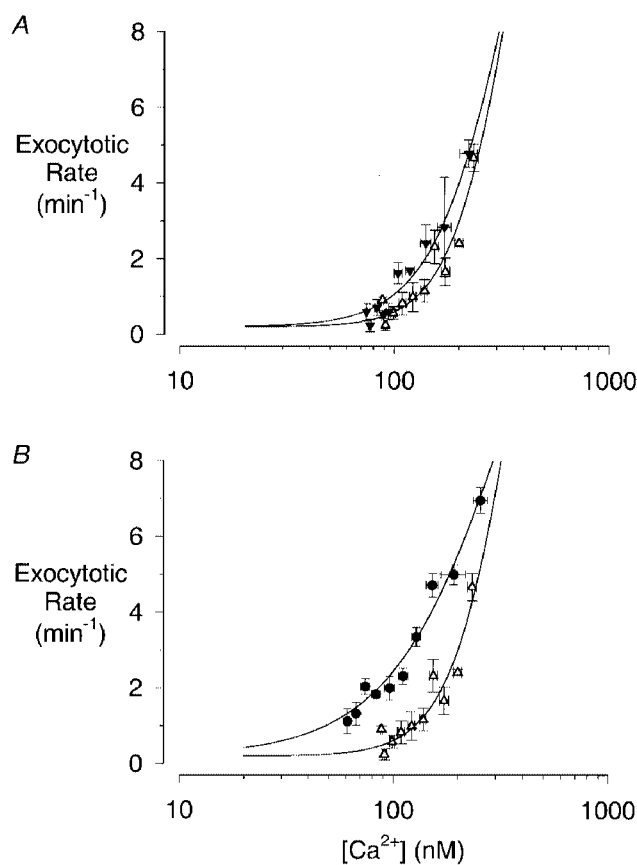 A
8
6
4
2
0
Exocytotic
Rate
(min⁻¹)
10
100
1000
B
8
6
4
2
0
Exocytotic
Rate
(min⁻¹)
10
100
1000
[Ca²⁺] (nM)